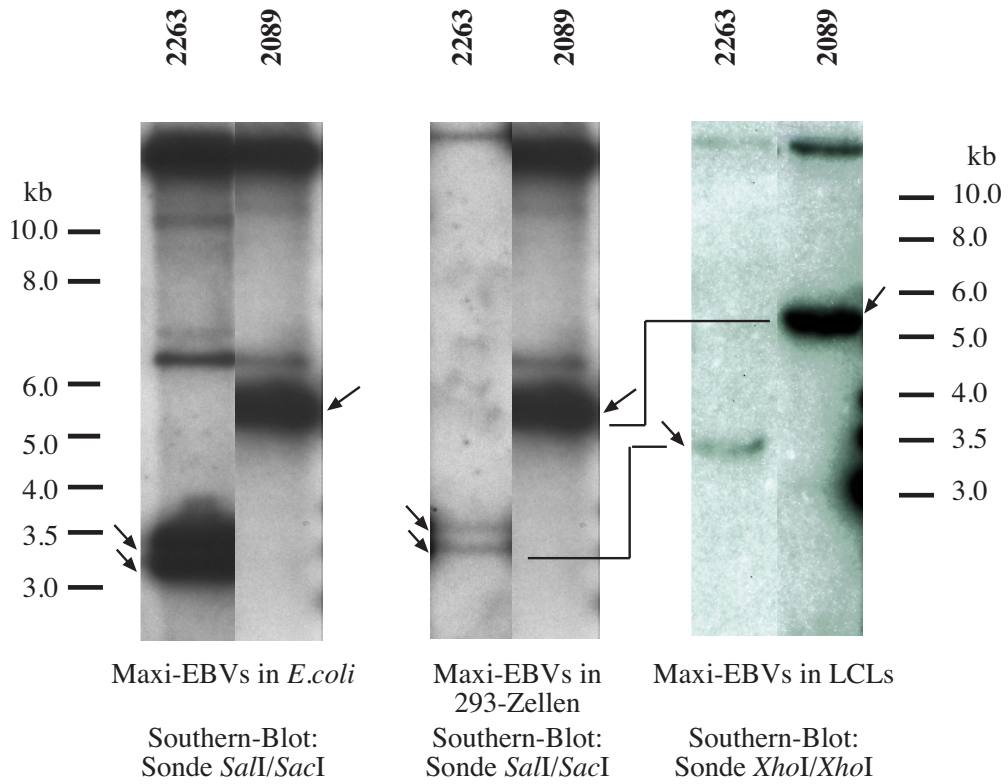 2263
2089
2263
2089
2263
2089
kb
10.0
8.0
6.0
5.0
4.0
3.5
3.0
kb
10.0
8.0
6.0
5.0
4.0
3.5
3.0
Maxi-EBVs in E.coli
Southern-Blot:
Sonde SalI/SacI
Maxi-EBVs in
293-Zellen
Southern-Blot:
Sonde SalI/SacI
Maxi-EBVs in LCLs
Southern-Blot:
Sonde XhoI/XhoI